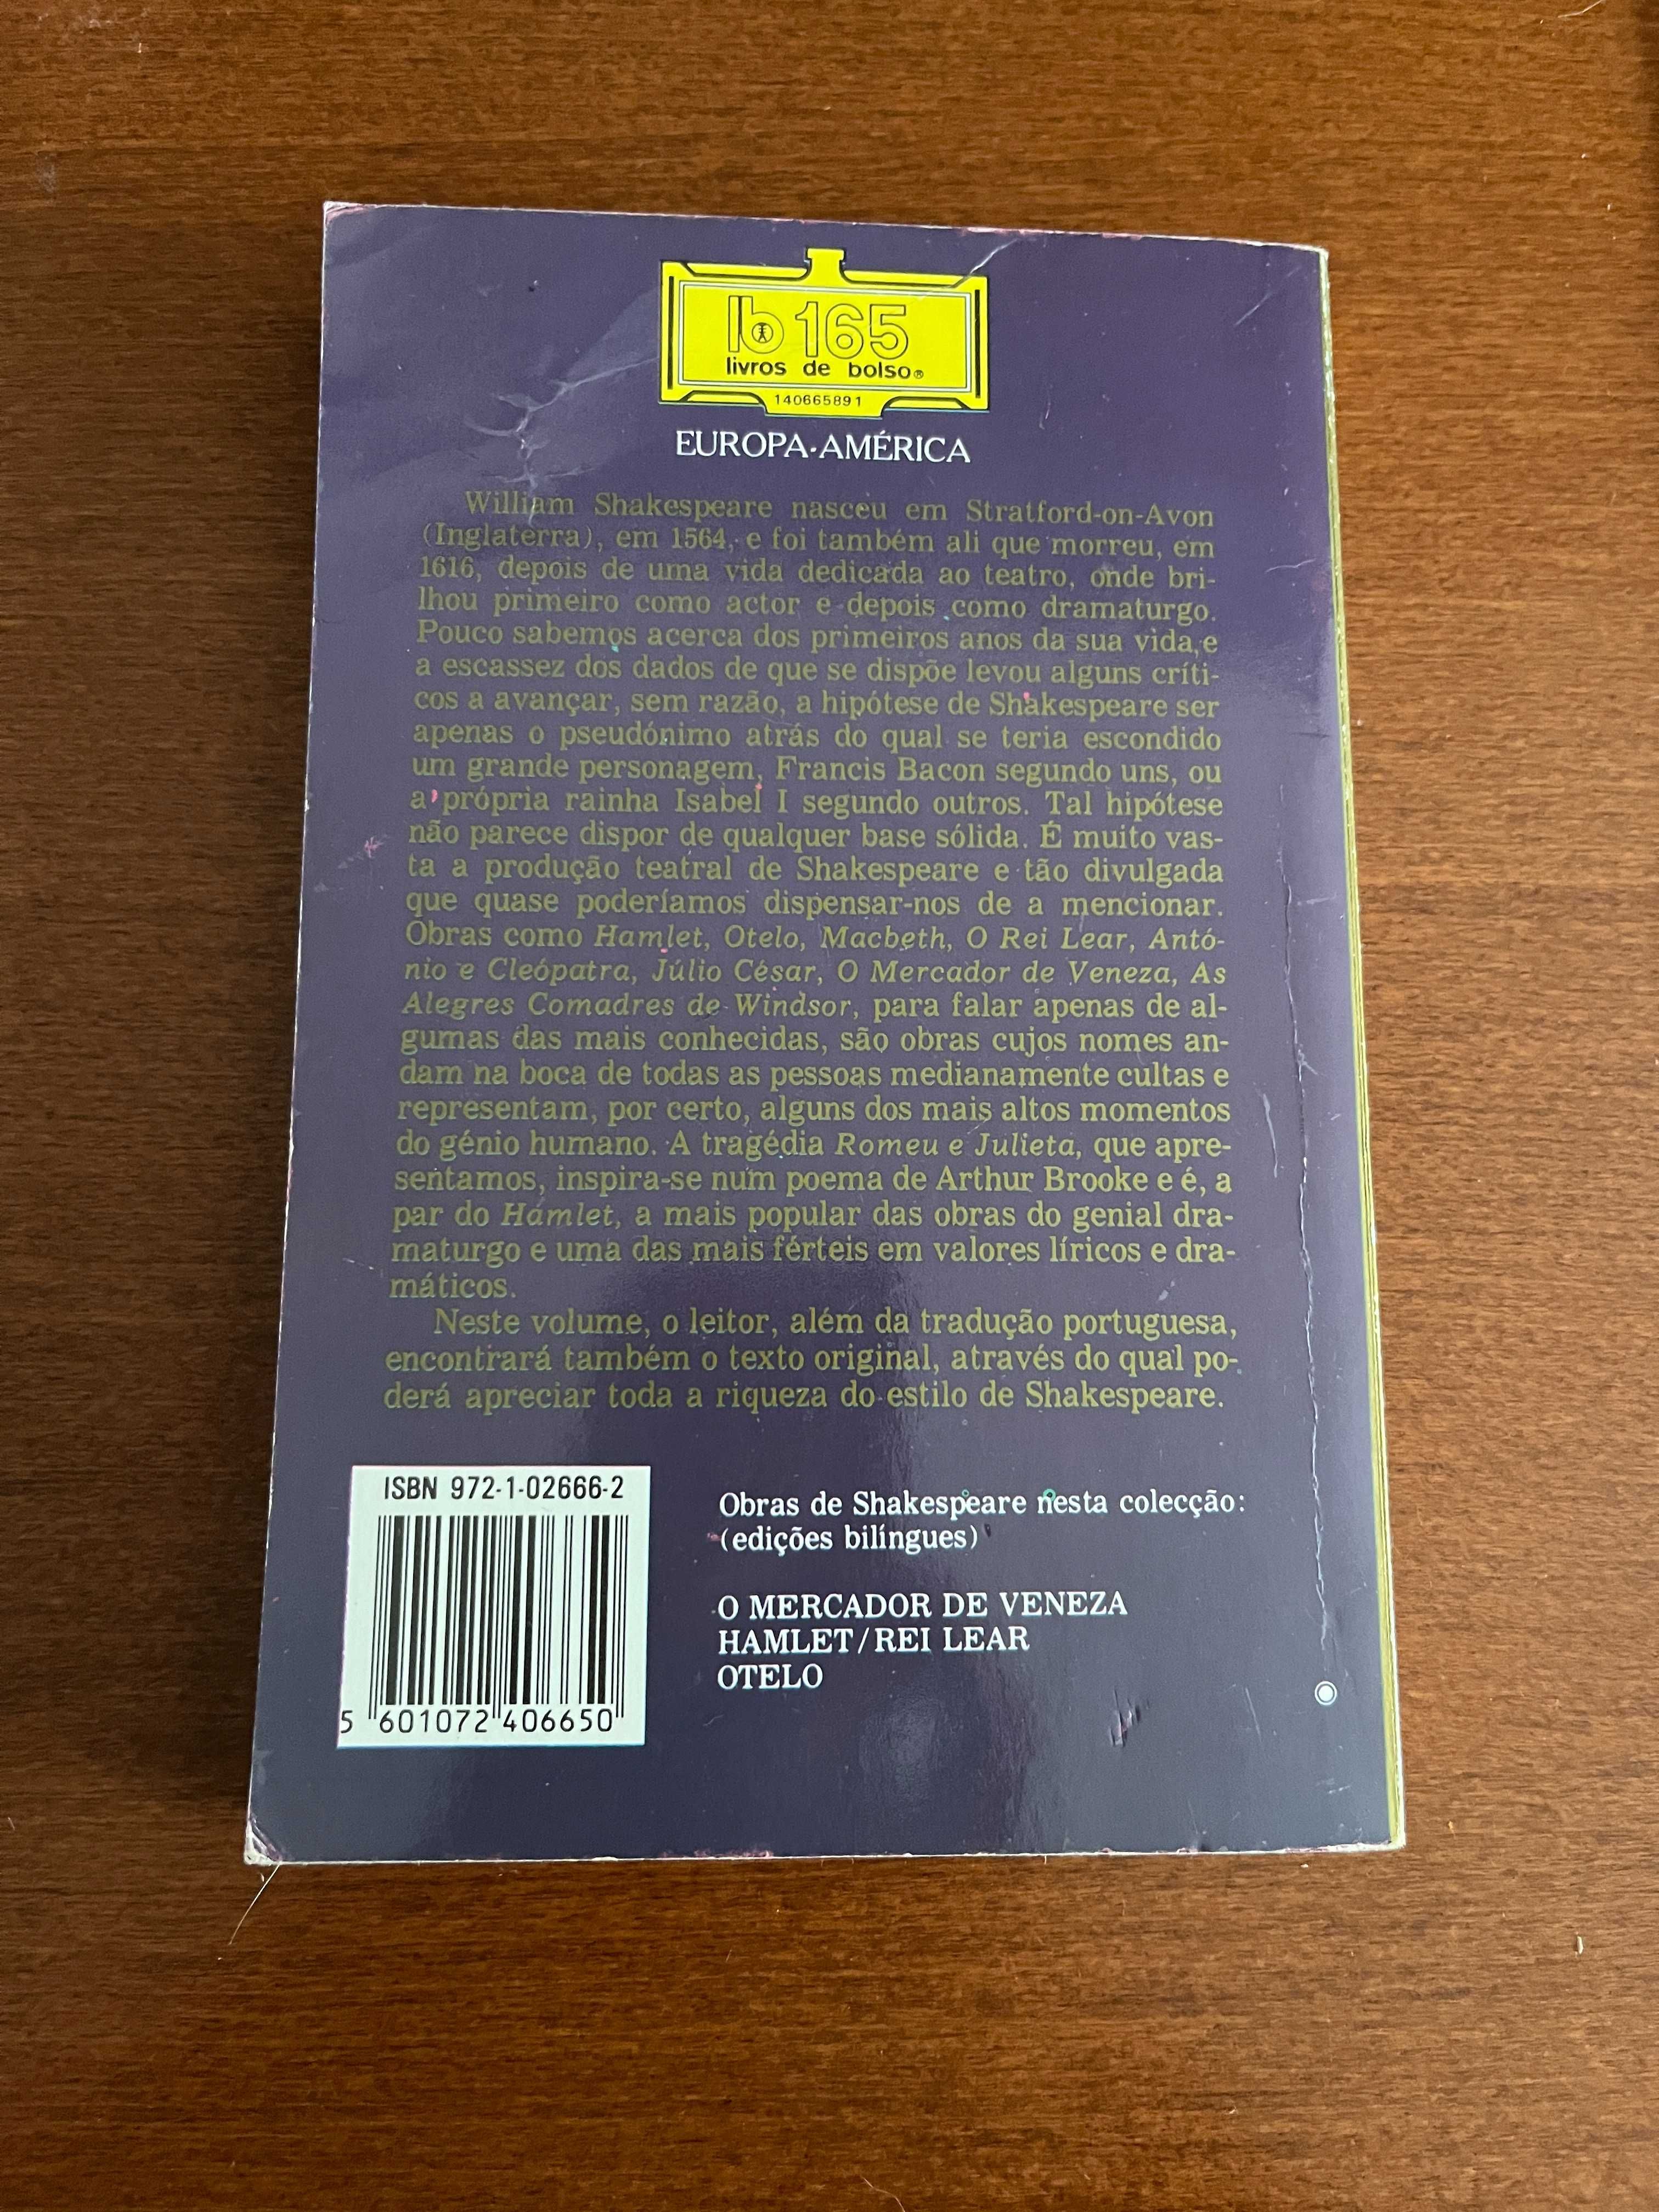 lb 165
livros de bolso®
140665891
EUROPA-AMÉRICA
William Shakespeare nasceu em Stratford-on-Avon
(Inglaterra), em 1564, e foi também ali que morreu, em
1616, depois de uma vida dedicada ao teatro, onde bri-
lhou primeiro como actor e depois como dramaturgo.
Pouco sabemos acerca dos primeiros anos da sua vida, e
a escassez dos dados de que se dispõe levou alguns críti-
cos a avançar, sem razão, a hipótese de Shakespeare ser
apenas o pseudónimo atrás do qual se teria escondido
um grande personagem, Francis Bacon segundo uns, ou
a própria rainha Isabel I segundo outros. Tal hipótese
não parece dispor de qualquer base sólida. É muito vas-
ta a produção teatral de Shakespeare e tão divulgada
que quase poderíamos dispensar-nos de a mencionar.
Obras como Hamlet, Otelo, Macbeth, O Rei Lear, Antó-
nio e Cleópatra, Júlio César, O Mercador de Veneza, As
Alegres Comadres de Windsor, para falar apenas de al-
gumas das mais conhecidas, são obras cujos nomes an-
dam na boca de todas as pessoas medianamente cultas e
representam, por certo, alguns dos mais altos momentos
do génio humano. A tragédia Romeu e Julieta, que apre-
sentamos, inspira-se num poema de Arthur Brooke e é, a
par do Hamlet, a mais popular das obras do genial dra-
maturgo e uma das mais férteis em valores líricos e dra-
máticos.
Neste volume, o leitor, além da tradução portuguesa,
encontrará também o texto original, através do qual po-
derá apreciar toda a riqueza do estilo de Shakespeare.
ISBN 972-1-02666-2
5 601072 406650
Obras de Shakespeare nesta colecção:
(edições bilíngues)
O MERCADOR DE VENEZA
HAMLET/REI LEAR
OTELO